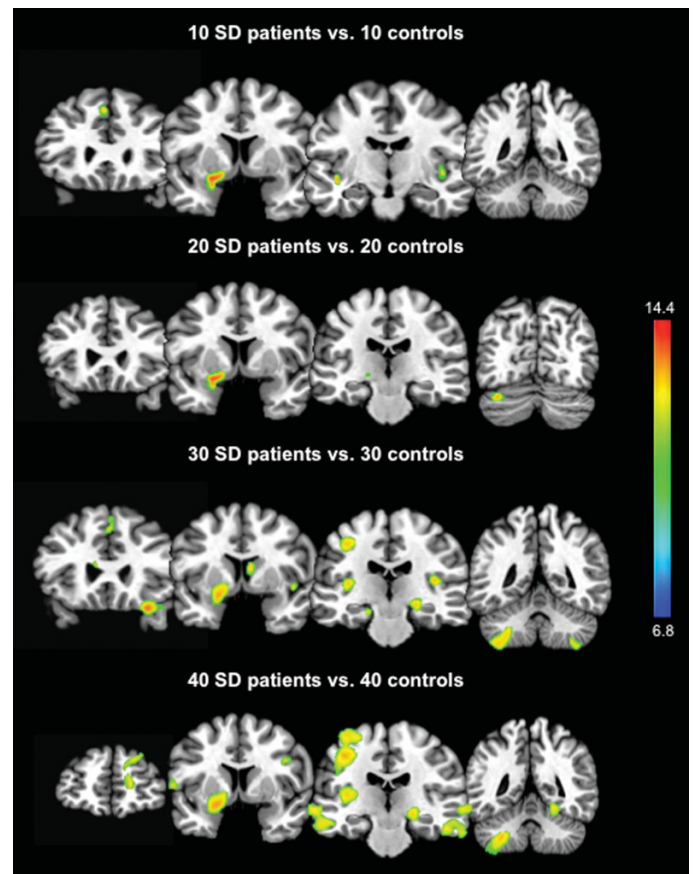 10 SD patients vs. 10 controls
20 SD patients vs. 20 controls
14.4
30 SD patients vs. 30 controls
6.8
40 SD patients vs. 40 controls